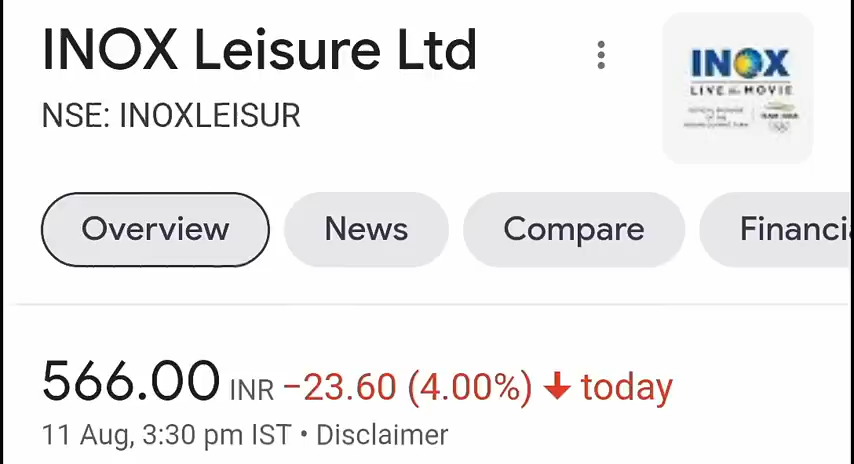 INOX Leisure Ltd
NSE: INOXLEISUR
INOX
LIVE the MOVIE
Overview
News
Compare
Financi
566.00 INR −23.60 (4.00%) ↓ today
11 Aug, 3:30 pm IST • Disclaimer